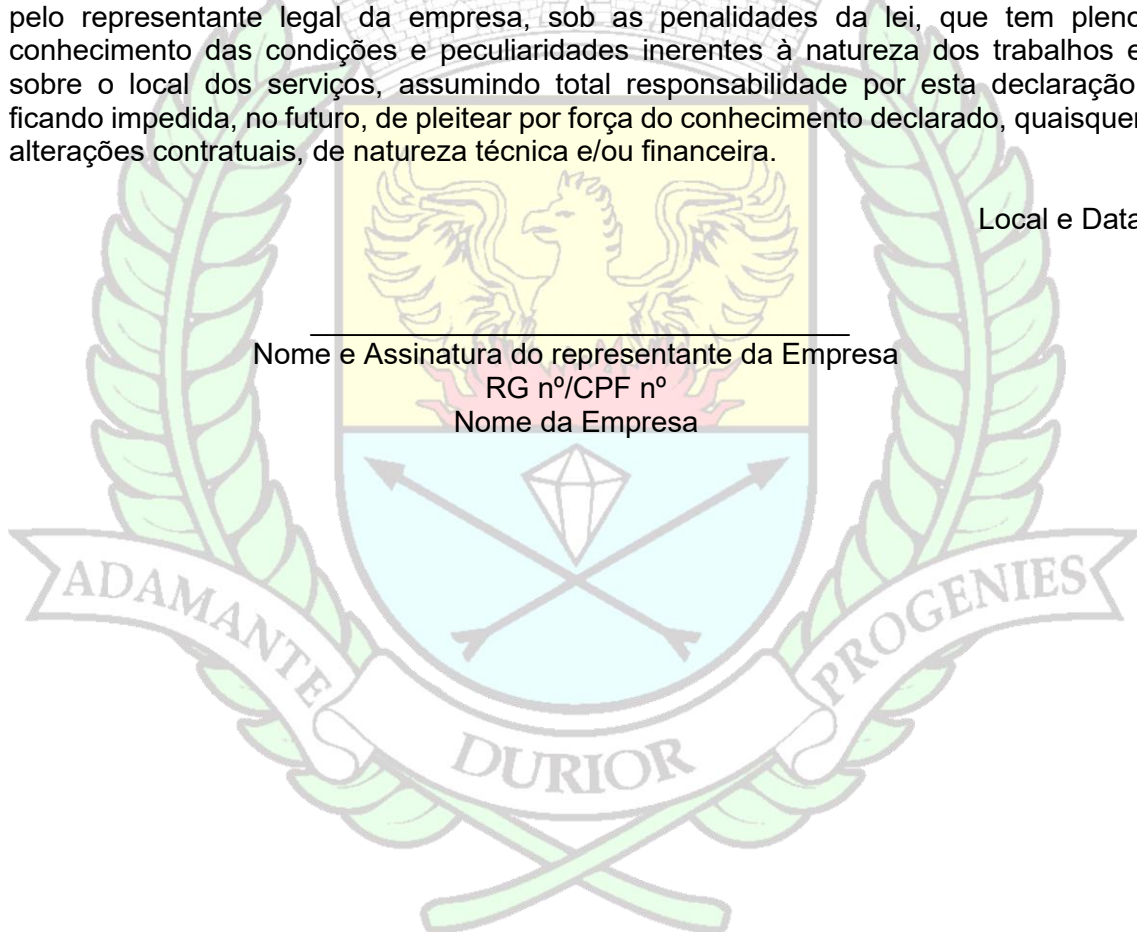 pelo representante legal da empresa, sob as penalidades da lei, que tem pleno
conhecimento das condições e peculiaridades inerentes à natureza dos trabalhos e
sobre o local dos serviços, assumindo total responsabilidade por esta declaração
ficando impedida, no futuro, de pleitear por força do conhecimento declarado, quaisquer
alterações contratuais, de natureza técnica e/ou financeira.
Local e Data
Nome e Assinatura do representante da Empresa
RG nº/CPF nº
Nome da Empresa
ADAMANTE
DURIOR
PROGENIES